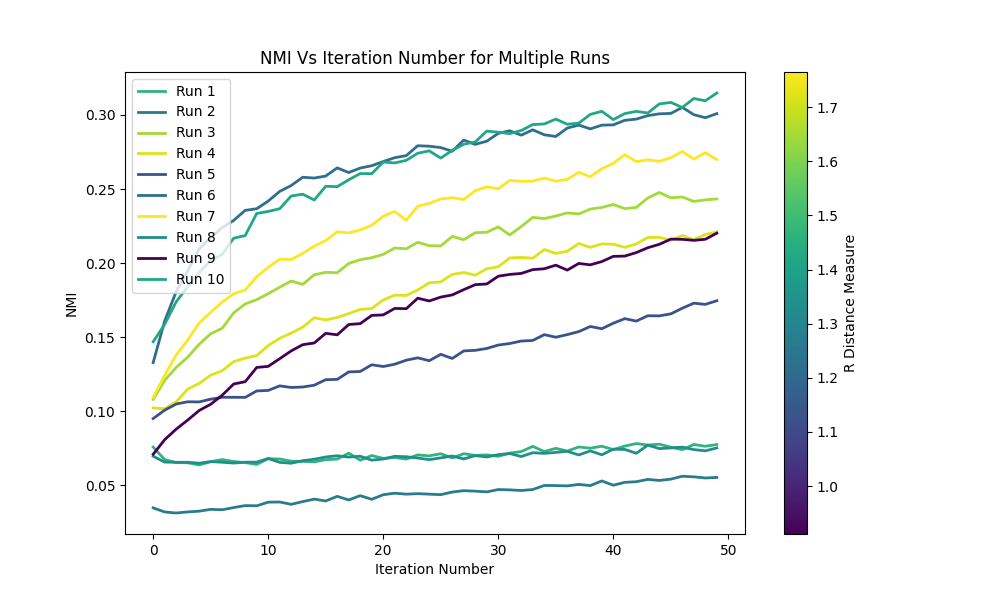 NMI Vs Iteration Number for Multiple Runs
Run 1
Run 2
Run 3
Run 4
Run 5
Run 6
Run 7
Run 8
Run 9
Run 10
NMI
0.30
0.25
0.20
0.15
0.10
0.05
0
10
20
30
40
50
Iteration Number
1.7
1.6
1.5
1.4
1.3
1.2
1.1
1.0
R Distance Measure